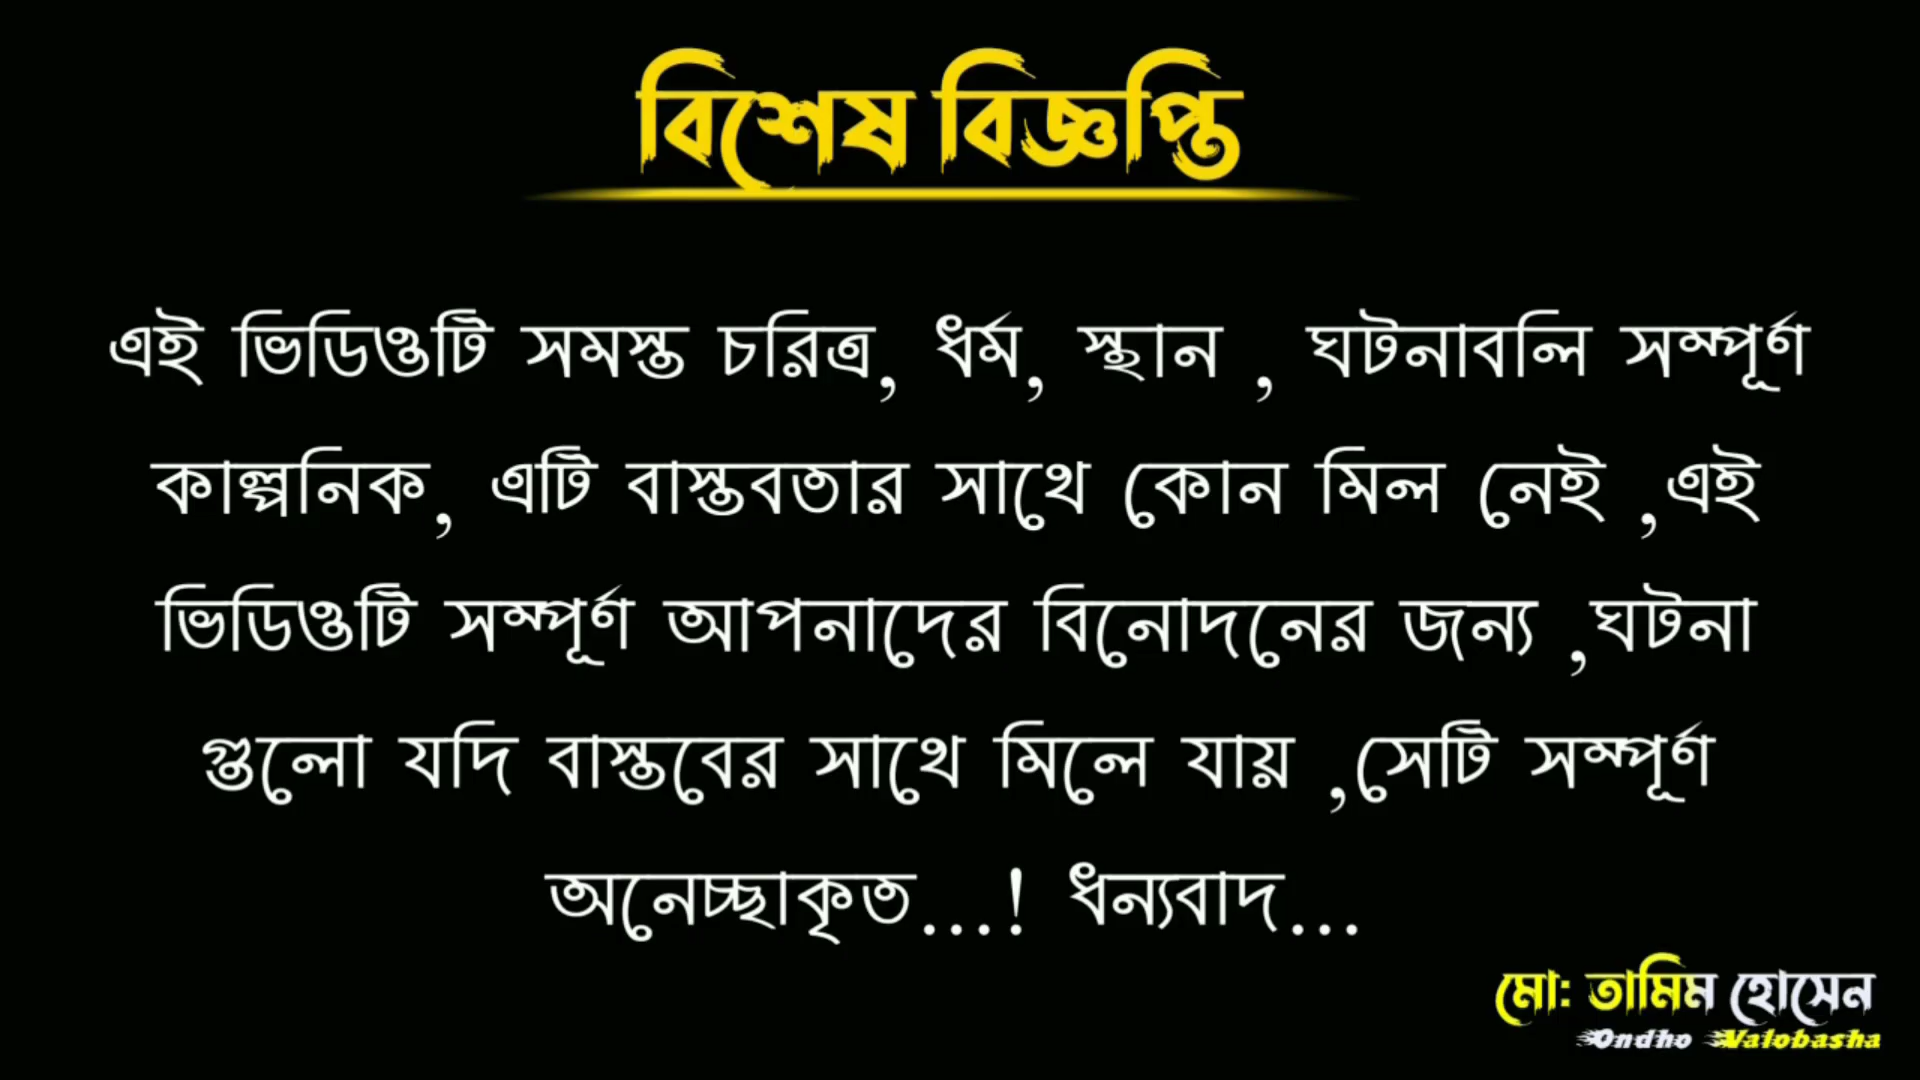 বিশেষ বিজ্ঞপ্তি
এই ভিডিওটি সমস্ত চরিত্র, ধর্ম, স্থান , ঘটনাবলি সম্পূর্ণ
কাল্পনিক, এটি বাস্তবতার সাথে কোন মিল নেই ,এই
ভিডিওটি সম্পূর্ণ আপনাদের বিনোদনের জন্য ,ঘটনা
গুলো যদি বাস্তবের সাথে মিলে যায় ,সেটি সম্পূর্ণ
অনেচ্ছাকৃত...! ধন্যবাদ...
মো: তামিম হোসেন
Ondho Valobasha